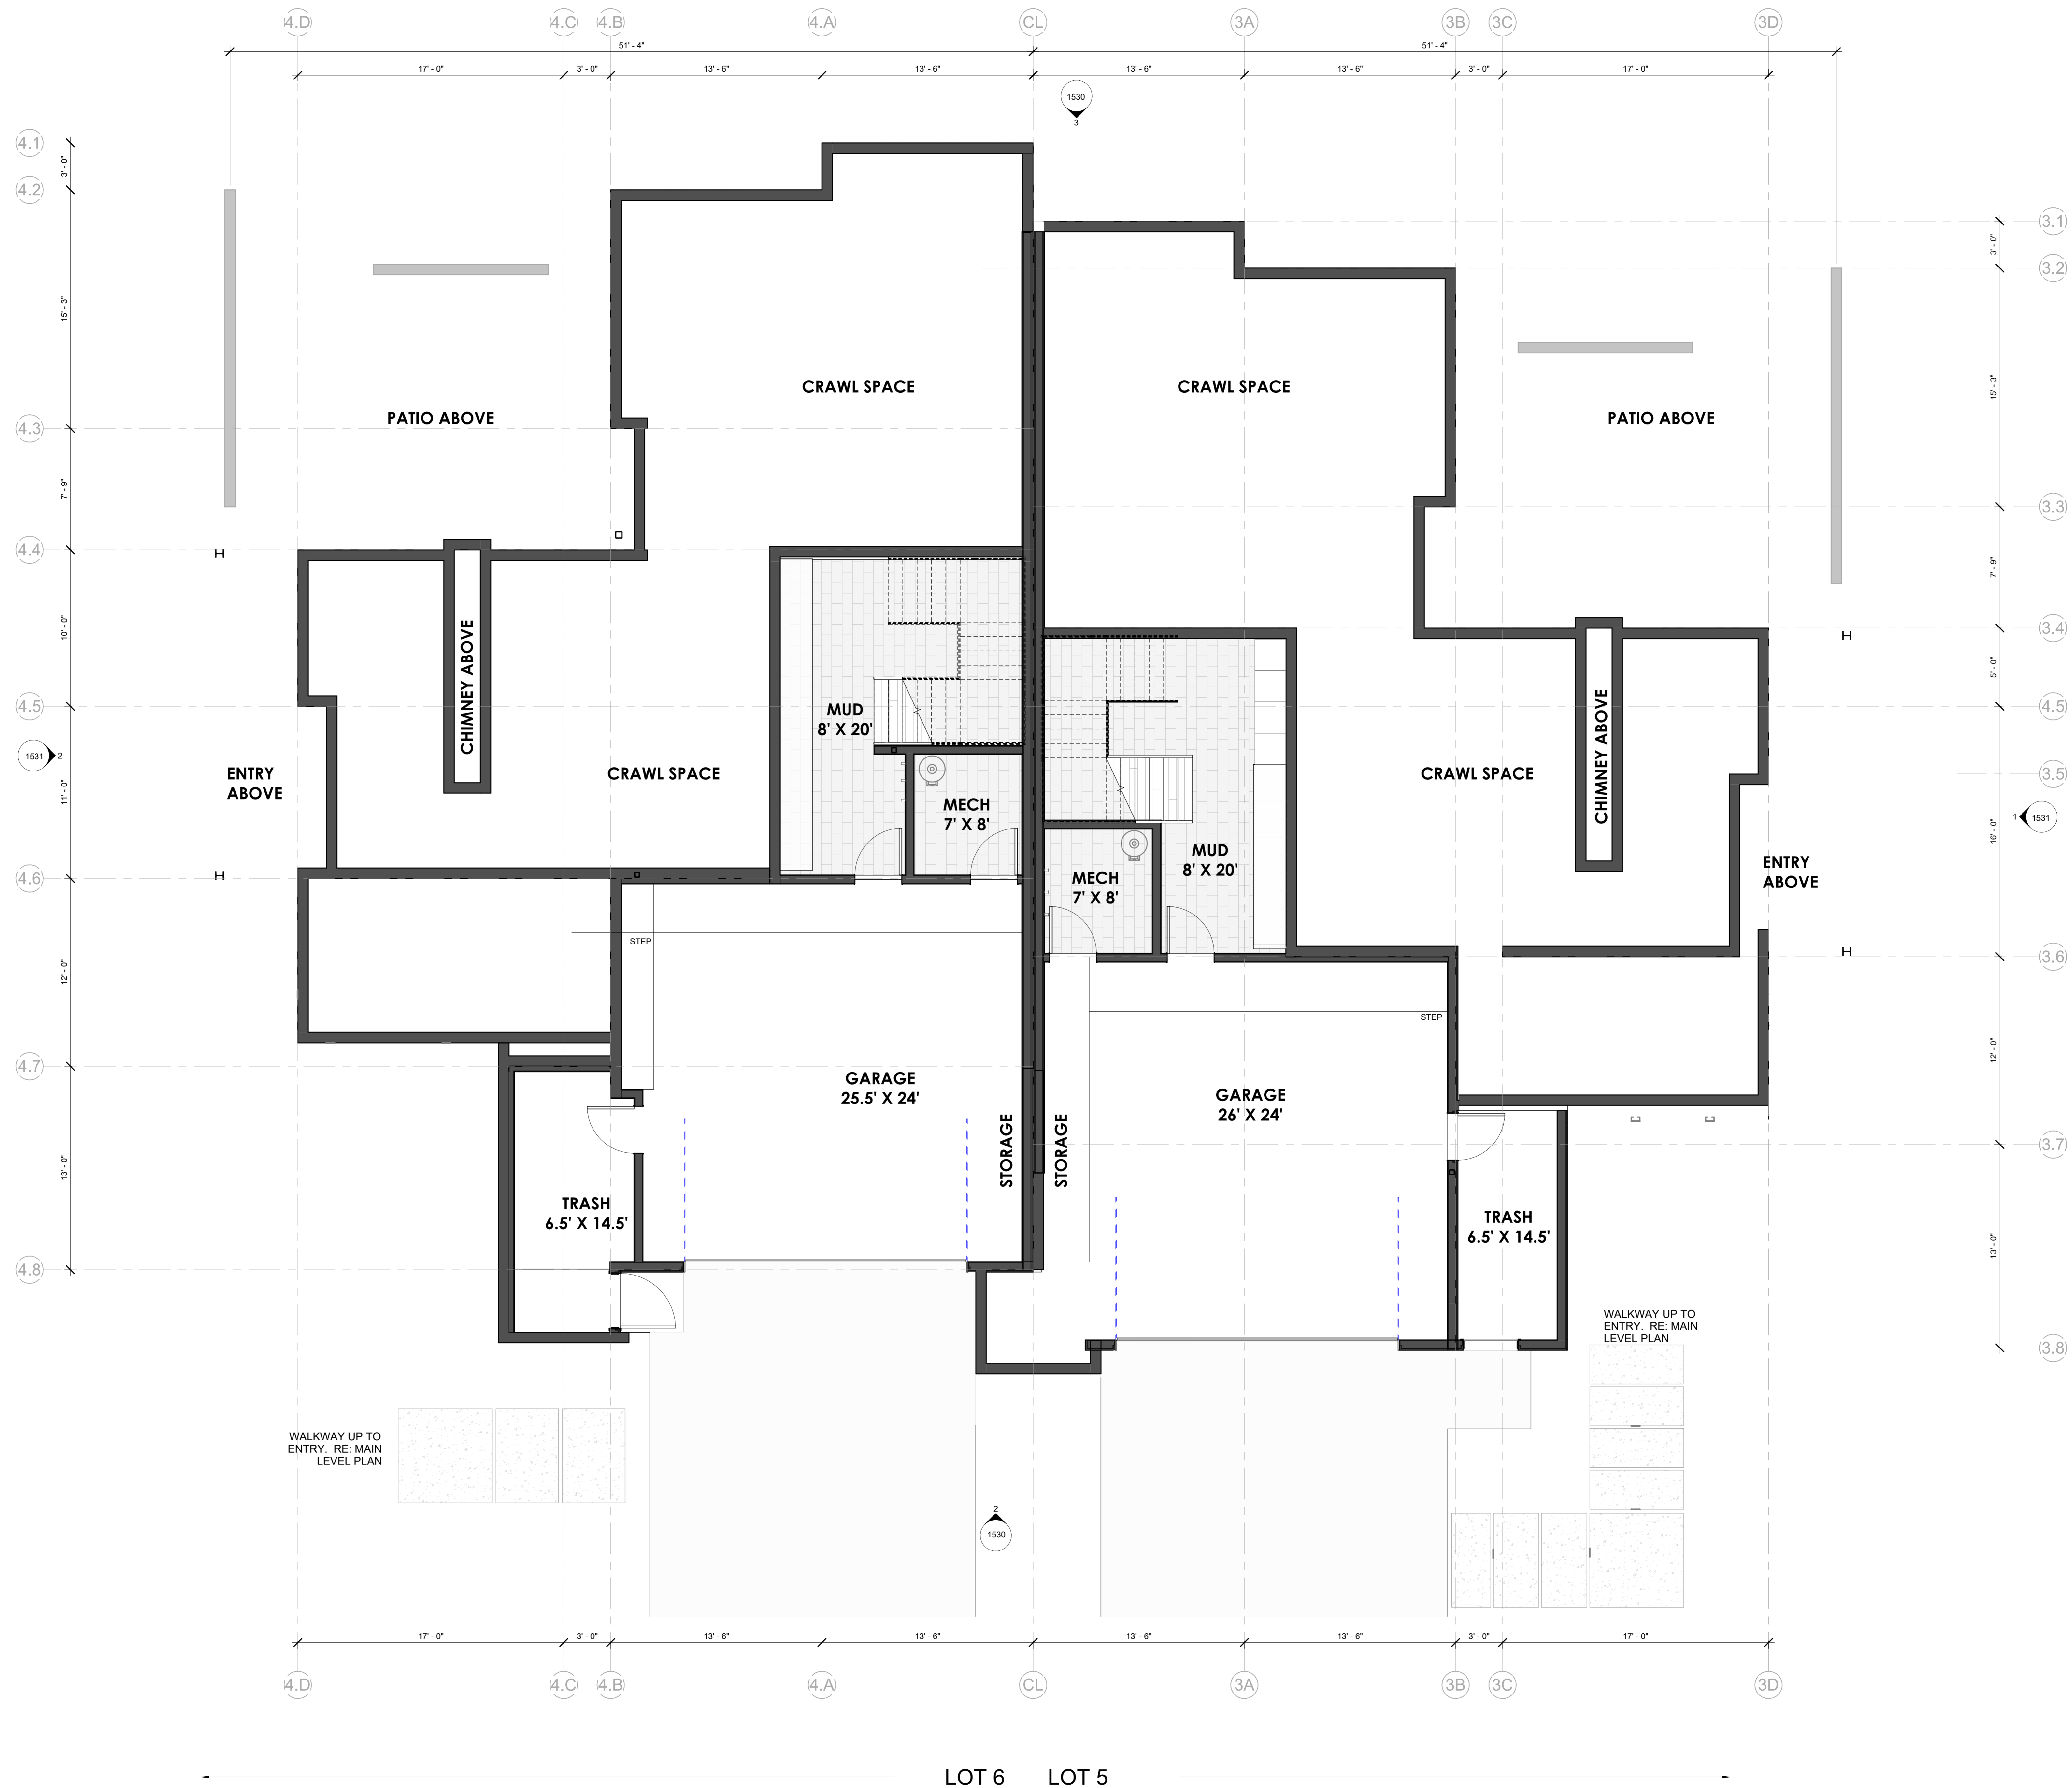 (4.D)
(4.C)
(4.B)
(4.A)
CL
3A
3B
3C
3D
51' - 4"
51' - 4"
17' - 0"
3' - 0"
13' - 6"
13' - 6"
13' - 6"
13' - 6"
3' - 0"
17' - 0"
1530
3
(4.1)
3' - 0"
(4.2)
15' - 3"
(4.3)
7' - 9"
(4.4)
10' - 0"
(4.5)
11' - 0"
(4.6)
12' - 0"
(4.7)
13' - 0"
(4.8)
3.1
3' - 0"
3.2
15' - 3"
3.3
7' - 9"
3.4
5' - 0"
4.5
3.5
16' - 0"
3.6
12' - 0"
3.7
13' - 0"
3.8
CRAWL SPACE
CRAWL SPACE
PATIO ABOVE
PATIO ABOVE
CHIMNEY ABOVE
CHIMNEY ABOVE
MUD
8' X 20'
1531
2
ENTRY
ABOVE
CRAWL SPACE
CRAWL SPACE
MECH
7' X 8'
1
1531
MUD
8' X 20'
MECH
7' X 8'
ENTRY
ABOVE
STEP
STEP
GARAGE
25.5' X 24'
GARAGE
26' X 24'
STORAGE
STORAGE
TRASH
6.5' X 14.5'
TRASH
6.5' X 14.5'
WALKWAY UP TO
ENTRY. RE: MAIN
LEVEL PLAN
WALKWAY UP TO
ENTRY. RE: MAIN
LEVEL PLAN
2
1530
17' - 0"
3' - 0"
13' - 6"
13' - 6"
13' - 6"
13' - 6"
3' - 0"
17' - 0"
(4.D)
(4.C)
(4.B)
(4.A)
CL
3A
3B
3C
3D
LOT 6
LOT 5